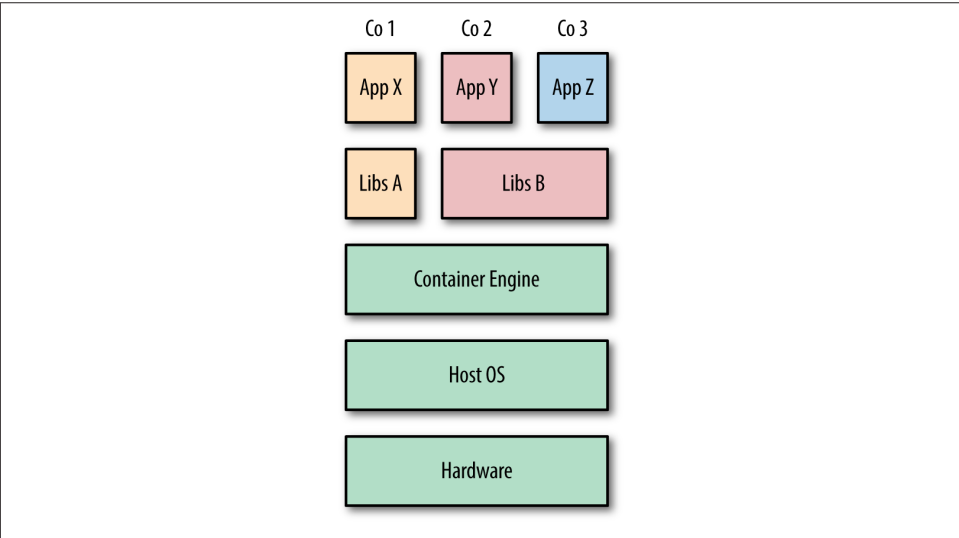 Co 1 Co 2 Co 3
App X App Y App Z
Libs A Libs B
Container Engine
Host OS
Hardware